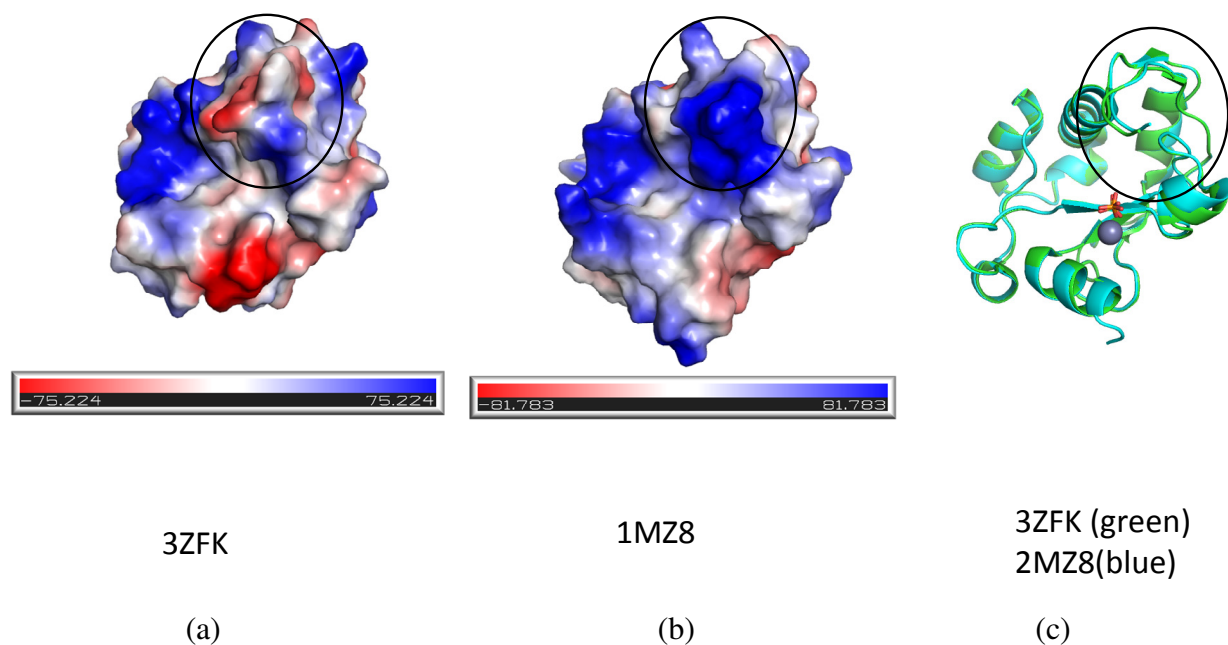 −75.224 75.224
−81.783 81.783
3ZFK
1MZ8
3ZFK (green)
2MZ8(blue)
(a) (b) (c)